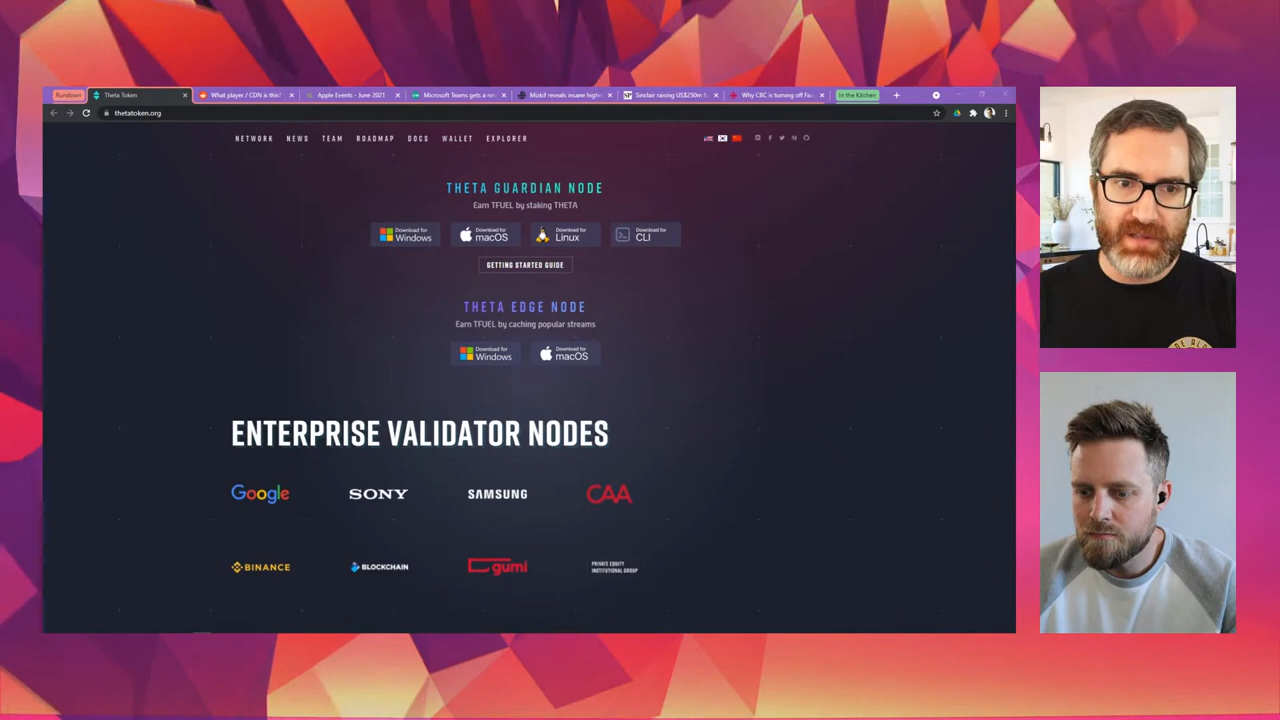 Rundown
Theta Token
What player / CDN is this?
Apple Events - June 2021 -
Microsoft Teams gets a ne
Mizkif reveals insane high
Sinclair raising US$250m f
Why CBC is turning off Fa
In the Kitchen
thetatoken.org
NETWORK NEWS TEAM ROADMAP DOCS WALLET EXPLORER
THETA GUARDIAN NODE
Earn TFUEL by staking THETA
Download for Windows
Download for macOS
Download for Linux
Download for CLI
GETTING STARTED GUIDE
THETA EDGE NODE
Earn TFUEL by caching popular streams
Download for Windows
Download for macOS
ENTERPRISE VALIDATOR NODES
Google SONY SAMSUNG CAA
BINANCE BLOCKCHAIN gumi
PRIVATE EQUITY
INSTITUTIONAL GROUP